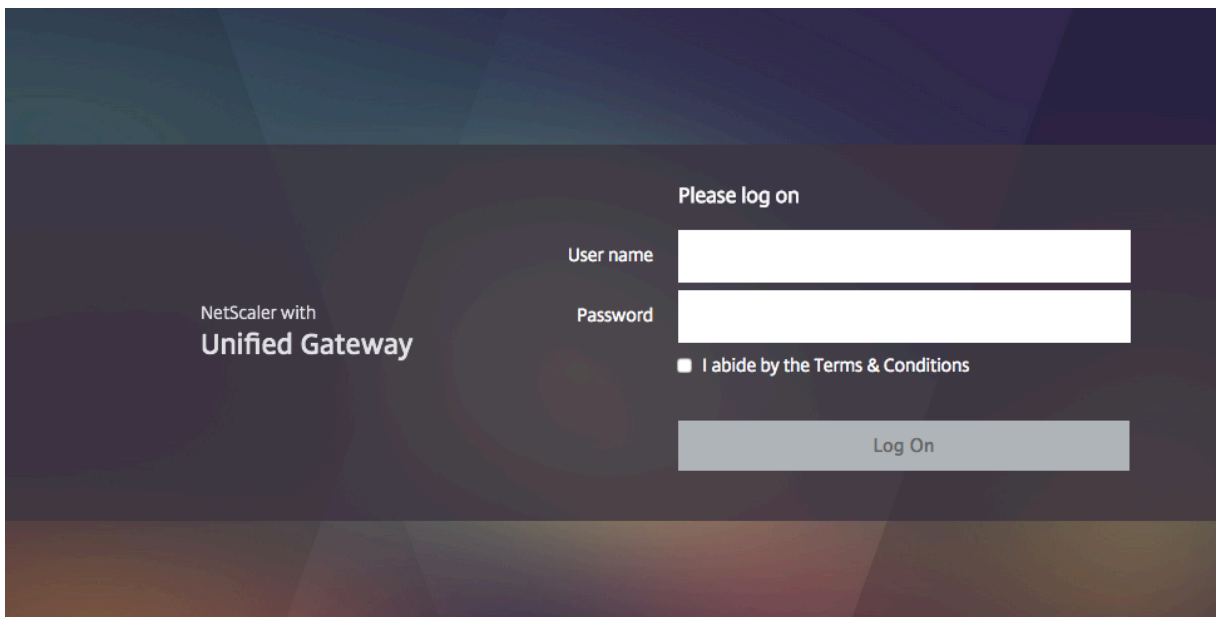 Please log on
User name
NetScaler with
Unified Gateway
Password
I abide by the Terms & Conditions
Log On